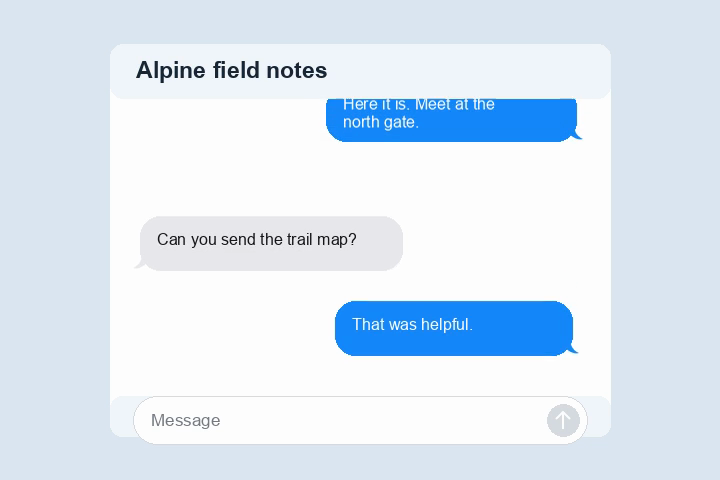 Alpine field notes
Here it is. Meet at the
north gate.
Can you send the trail map?
That was helpful.
Message